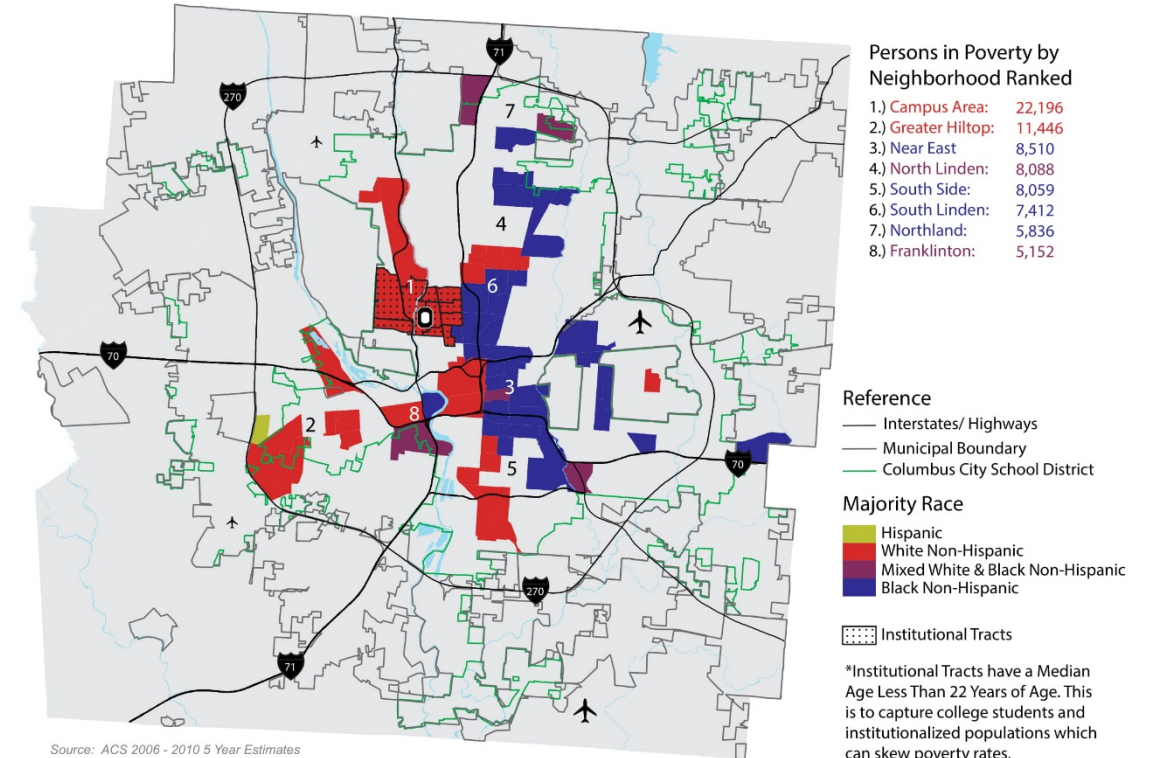 Persons in Poverty by
Neighborhood Ranked
1.) Campus Area: 22,196
2.) Greater Hiltop: 11,446
3.) Near East 8,510
4.) North Linden: 8,088
5.) South Side: 8,059
6.) South Linden: 7,412
7.) Northland: 5,836
8.) Franklinton: 5,152
71
270
7
4
1
6
70
3
2
8
5
70
270
71
Reference
Interstates/ Highways
Municipal Boundary
Columbus City School District
Majority Race
Hispanic
White Non-Hispanic
Mixed White & Black Non-Hispanic
Black Non-Hispanic
Institutional Tracts
*Institutional Tracts have a Median
Age Less Than 22 Years of Age. This
is to capture college students and
institutionalized populations which
can skew poverty rates.
Source: ACS 2006 - 2010 5 Year Estimates